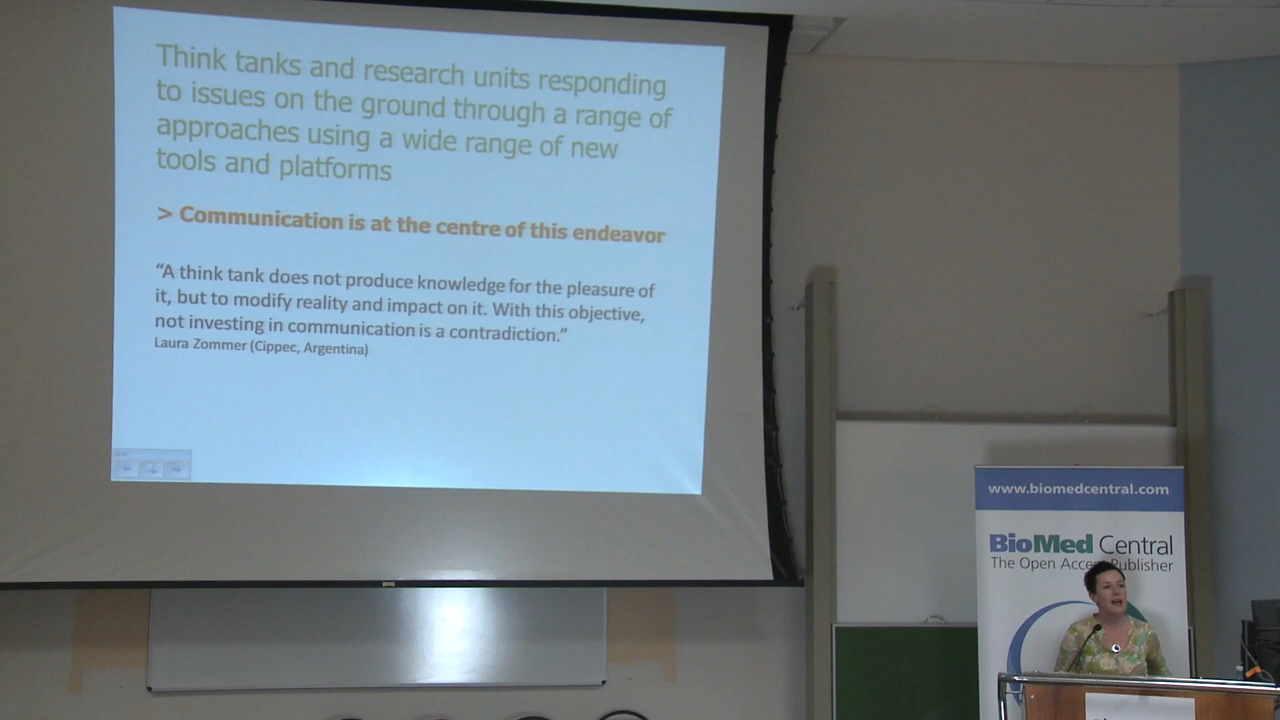 Think tanks and research units responding
to issues on the ground through a range of
approaches using a wide range of new
tools and platforms
> Communication is at the centre of this endeavor
“A think tank does not produce knowledge for the pleasure of
it, but to modify reality and impact on it. With this objective,
not investing in communication is a contradiction.”
Laura Zommer (Cippec, Argentina)
www.biomedcentral.com
BioMed Central
The Open Publisher